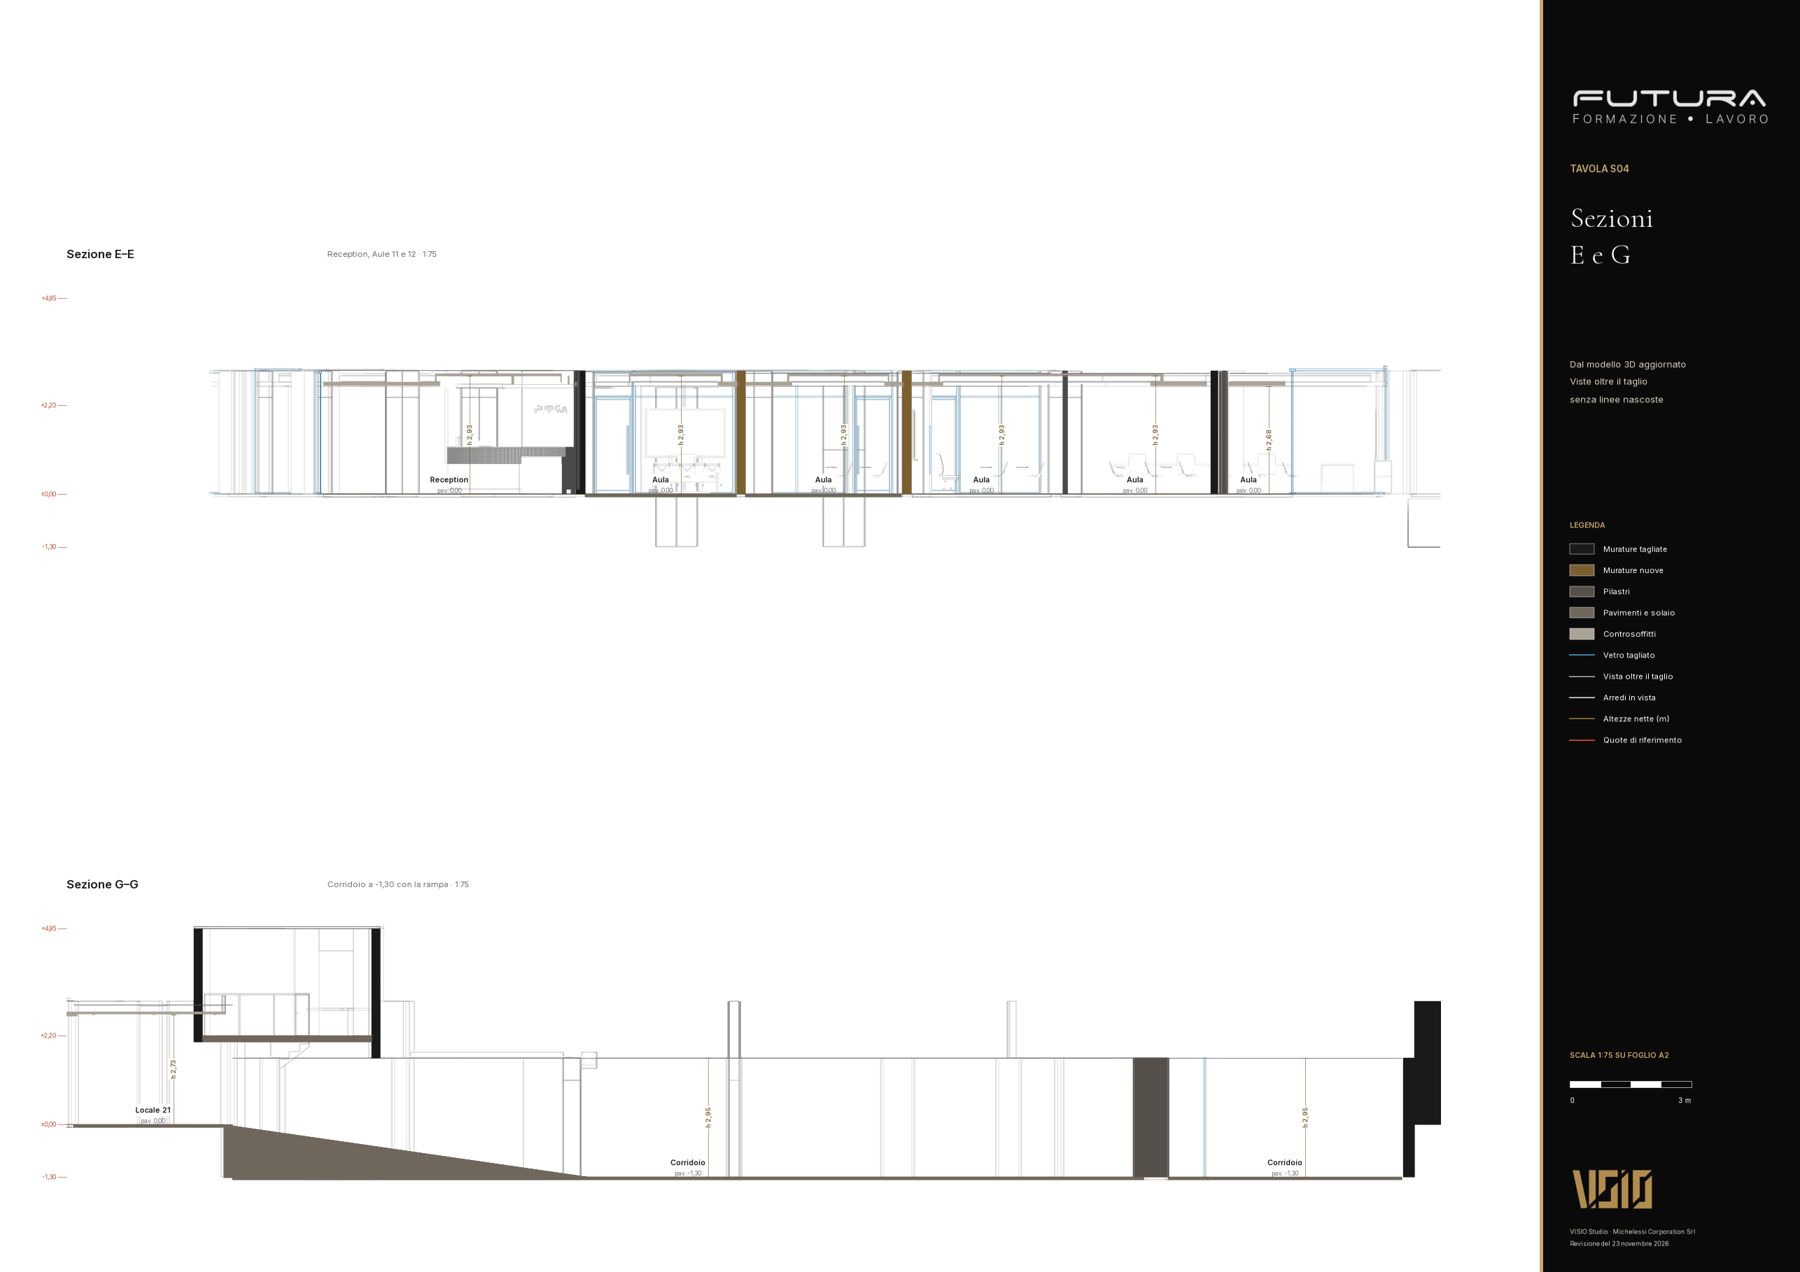 FUTURA
FORMAZIONE • LAVORO
TAVOLA S04
Sezioni
E e G
Dal modello 3D aggiornato
Viste oltre il taglio
senza linee nascoste
LEGENDA
Murature tagliate
Murature nuove
Pilastri
Pavimenti e solaio
Controsoffitti
Vetro tagliato
Vista oltre il taglio
Arredi in vista
Altezze nette (m)
Quote di riferimento
SCALA 1:75 SU FOGLIO A2
0 3 m
VISIO
VISIO Studio · Michelessi Corporation Srl
Revisione del 23 novembre 2026
Sezione E–E
Reception, Aule 11 e 12 · 1:75
+4,85
+2,20
±0,00
-1,30
h 2,93
h 2,93
h 2,93
h 2,93
h 2,93
h 2,68
Reception
pav. 0,00
Aula
pav. 0,00
Aula
pav. 0,00
Aula
pav. 0,00
Aula
pav. 0,00
Aula
pav. 0,00
Sezione G–G
Corridoio a -1,30 con la rampa · 1:75
+4,85
+2,20
±0,00
-1,30
h 2,73
Locale 21
pav. 0,00
h 2,95
Corridoio
pav. -1,30
h 2,95
Corridoio
pav. -1,30